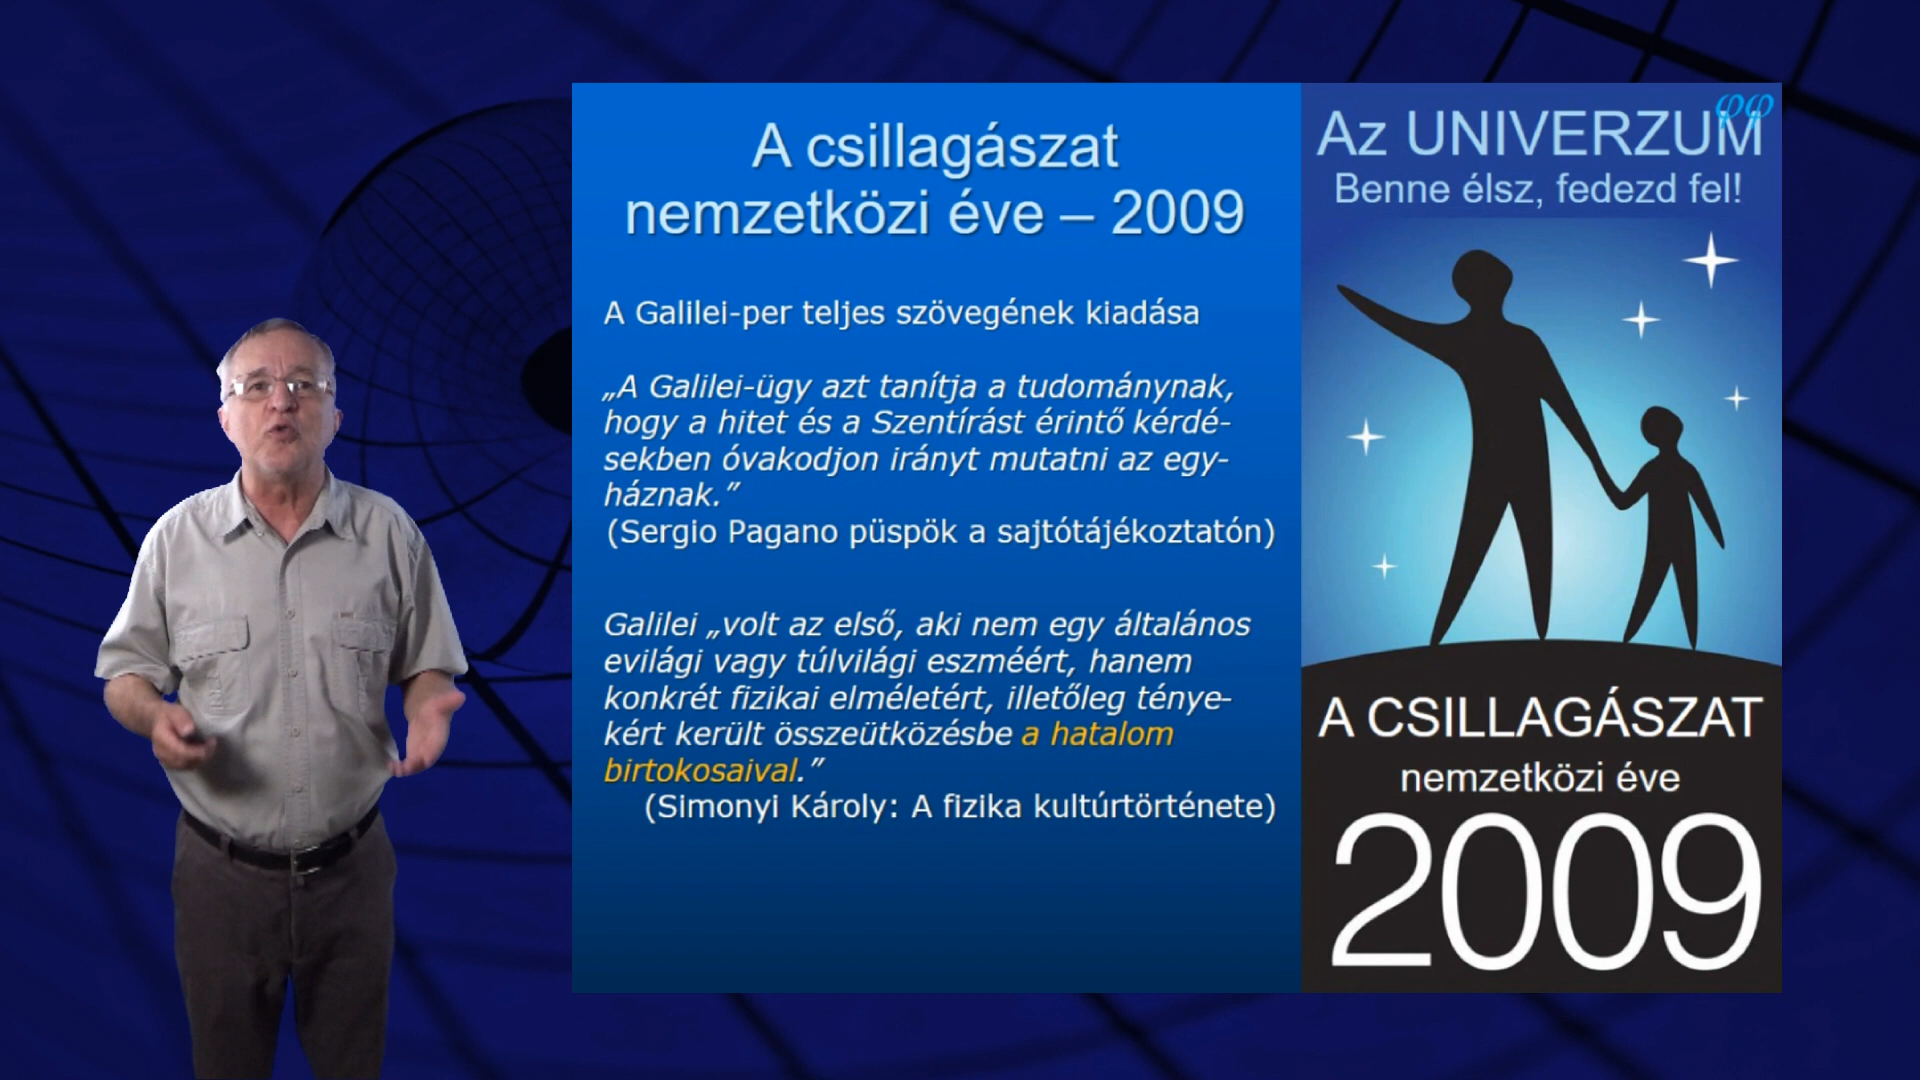 A csillagászat
nemzetközi éve – 2009
A Galilei-per teljes szövegének kiadása
„A Galilei-ügy azt tanítja a tudománynak,
hogy a hitet és a Szentírást érintő kérdé-
sekben óvakodjon irányt mutatni az egy-
háznak.”
(Sergio Pagano püspök a sajtótájékoztatón)
Galilei „volt az első, aki nem egy általános
evilági vagy túlvilági eszméért, hanem
konkrét fizikai elméletért, illetőleg ténye-
kért került összeütközésbe a hatalom
birtokosaival.”
(Simonyi Károly: A fizika kultúrtörténete)
φφ
Az UNIVERZUM
Benne élsz, fedezd fel!
A CSILLAGÁSZAT
nemzetközi éve
2009